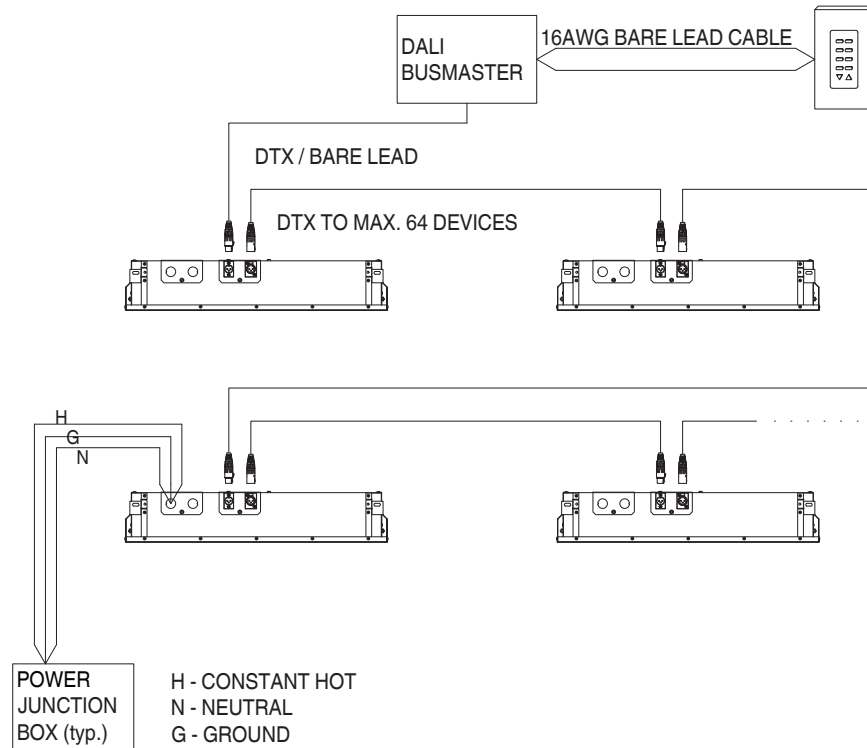 DALI
BUSMASTER
16AWG BARE LEAD CABLE
DTX / BARE LEAD
DTX TO MAX. 64 DEVICES
H
G
N
POWER
JUNCTION
BOX (typ.)
H - CONSTANT HOT
N - NEUTRAL
G - GROUND